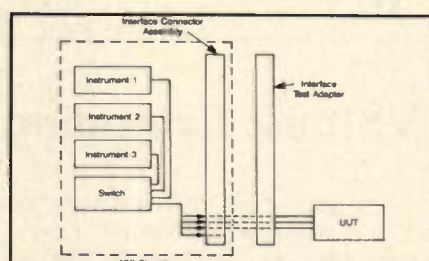 Interface Connector
Assembly
Instrument 1
Interface
Test Adapter
Instrument 2
Instrument 3
Switch
UUT